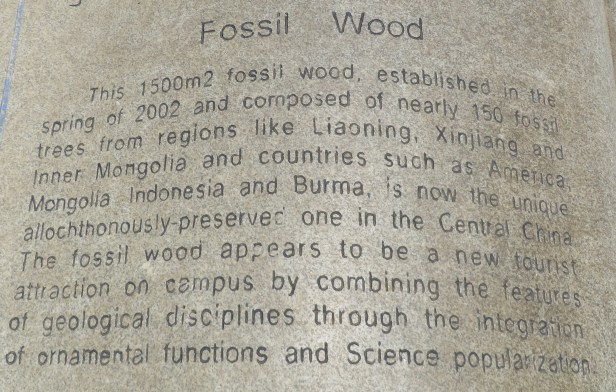 Fossil Wood
This 1500m2 fossil wood, established in the
spring of 2002 and composed of nearly 150 fossil
trees from regions like Liaoning, Xinjiang and
Inner Mongolia and countries such as America,
Mongolia Indonesia and Burma, is now the unique
allochthonously-preserved one in the Central China
The fossil wood appears to be a new tourist
attraction on campus by combining the features
of geological disciplines through the integration
of ornamental functions and Science popularization.